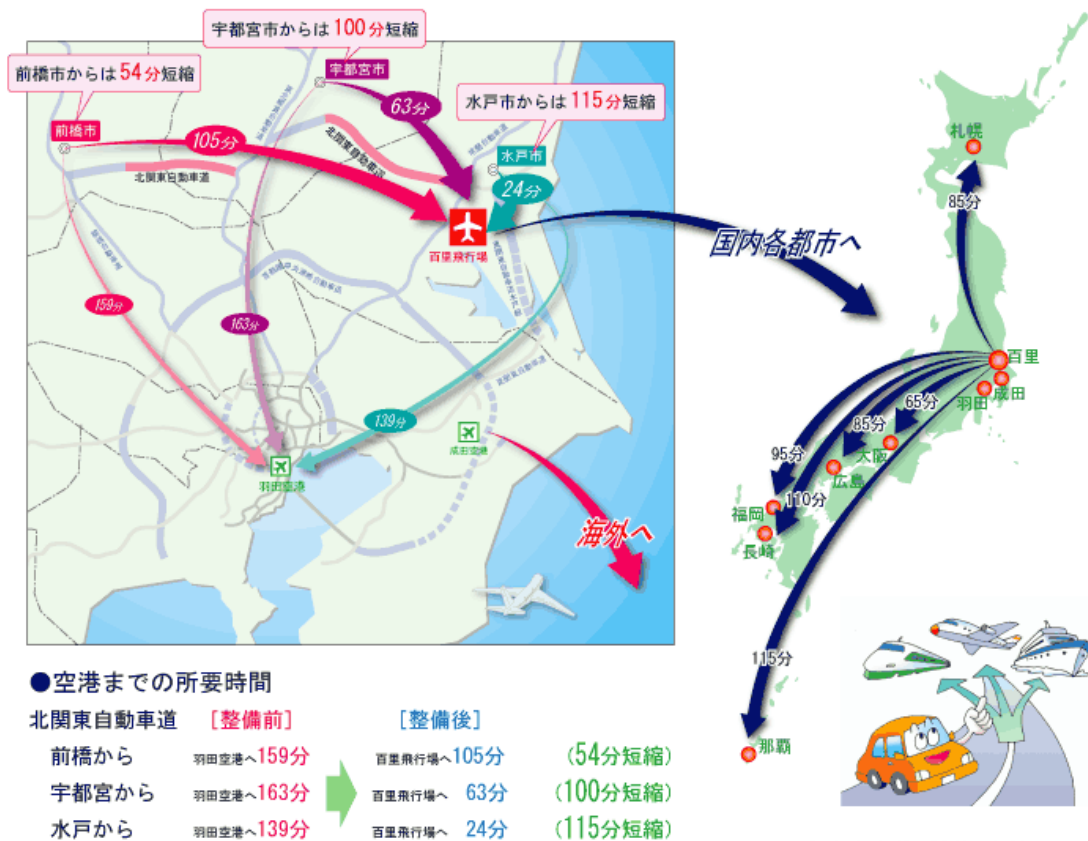 宇都宮市からは100分短縮
前橋市からは54分短縮
宇都宮市
水戸市からは115分短縮
63分
前橋市
105分
北関東自動車道
水戸市
北関東自動車道
24分
百里飛行場
国内各都市へ
159分
163分
139分
成田空港
羽田空港
海外へ
札幌
85分
百里
成田
羽田
65分
85分
大阪
95分
広島
110分
福岡
長崎
115分
那覇
●空港までの所要時間
北関東自動車道 [整備前] [整備後]
前橋から 羽田空港へ159分 百里飛行場へ105分 (54分短縮)
宇都宮から 羽田空港へ163分 百里飛行場へ 63分 (100分短縮)
水戸から 羽田空港へ139分 百里飛行場へ 24分 (115分短縮)